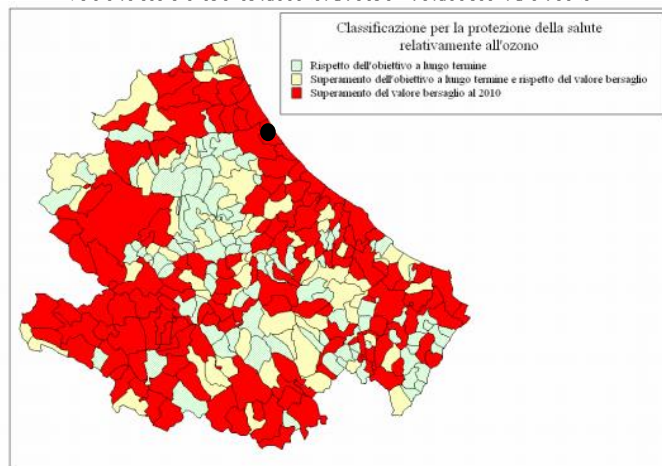 Classificazione per la protezione della salute
relativamente all'ozono
Rispetto dell'obiettivo a lungo termine
Superamento dell'obiettivo a lungo termine e rispetto del valore bersaglio
Superamento del valore bersaglio al 2010